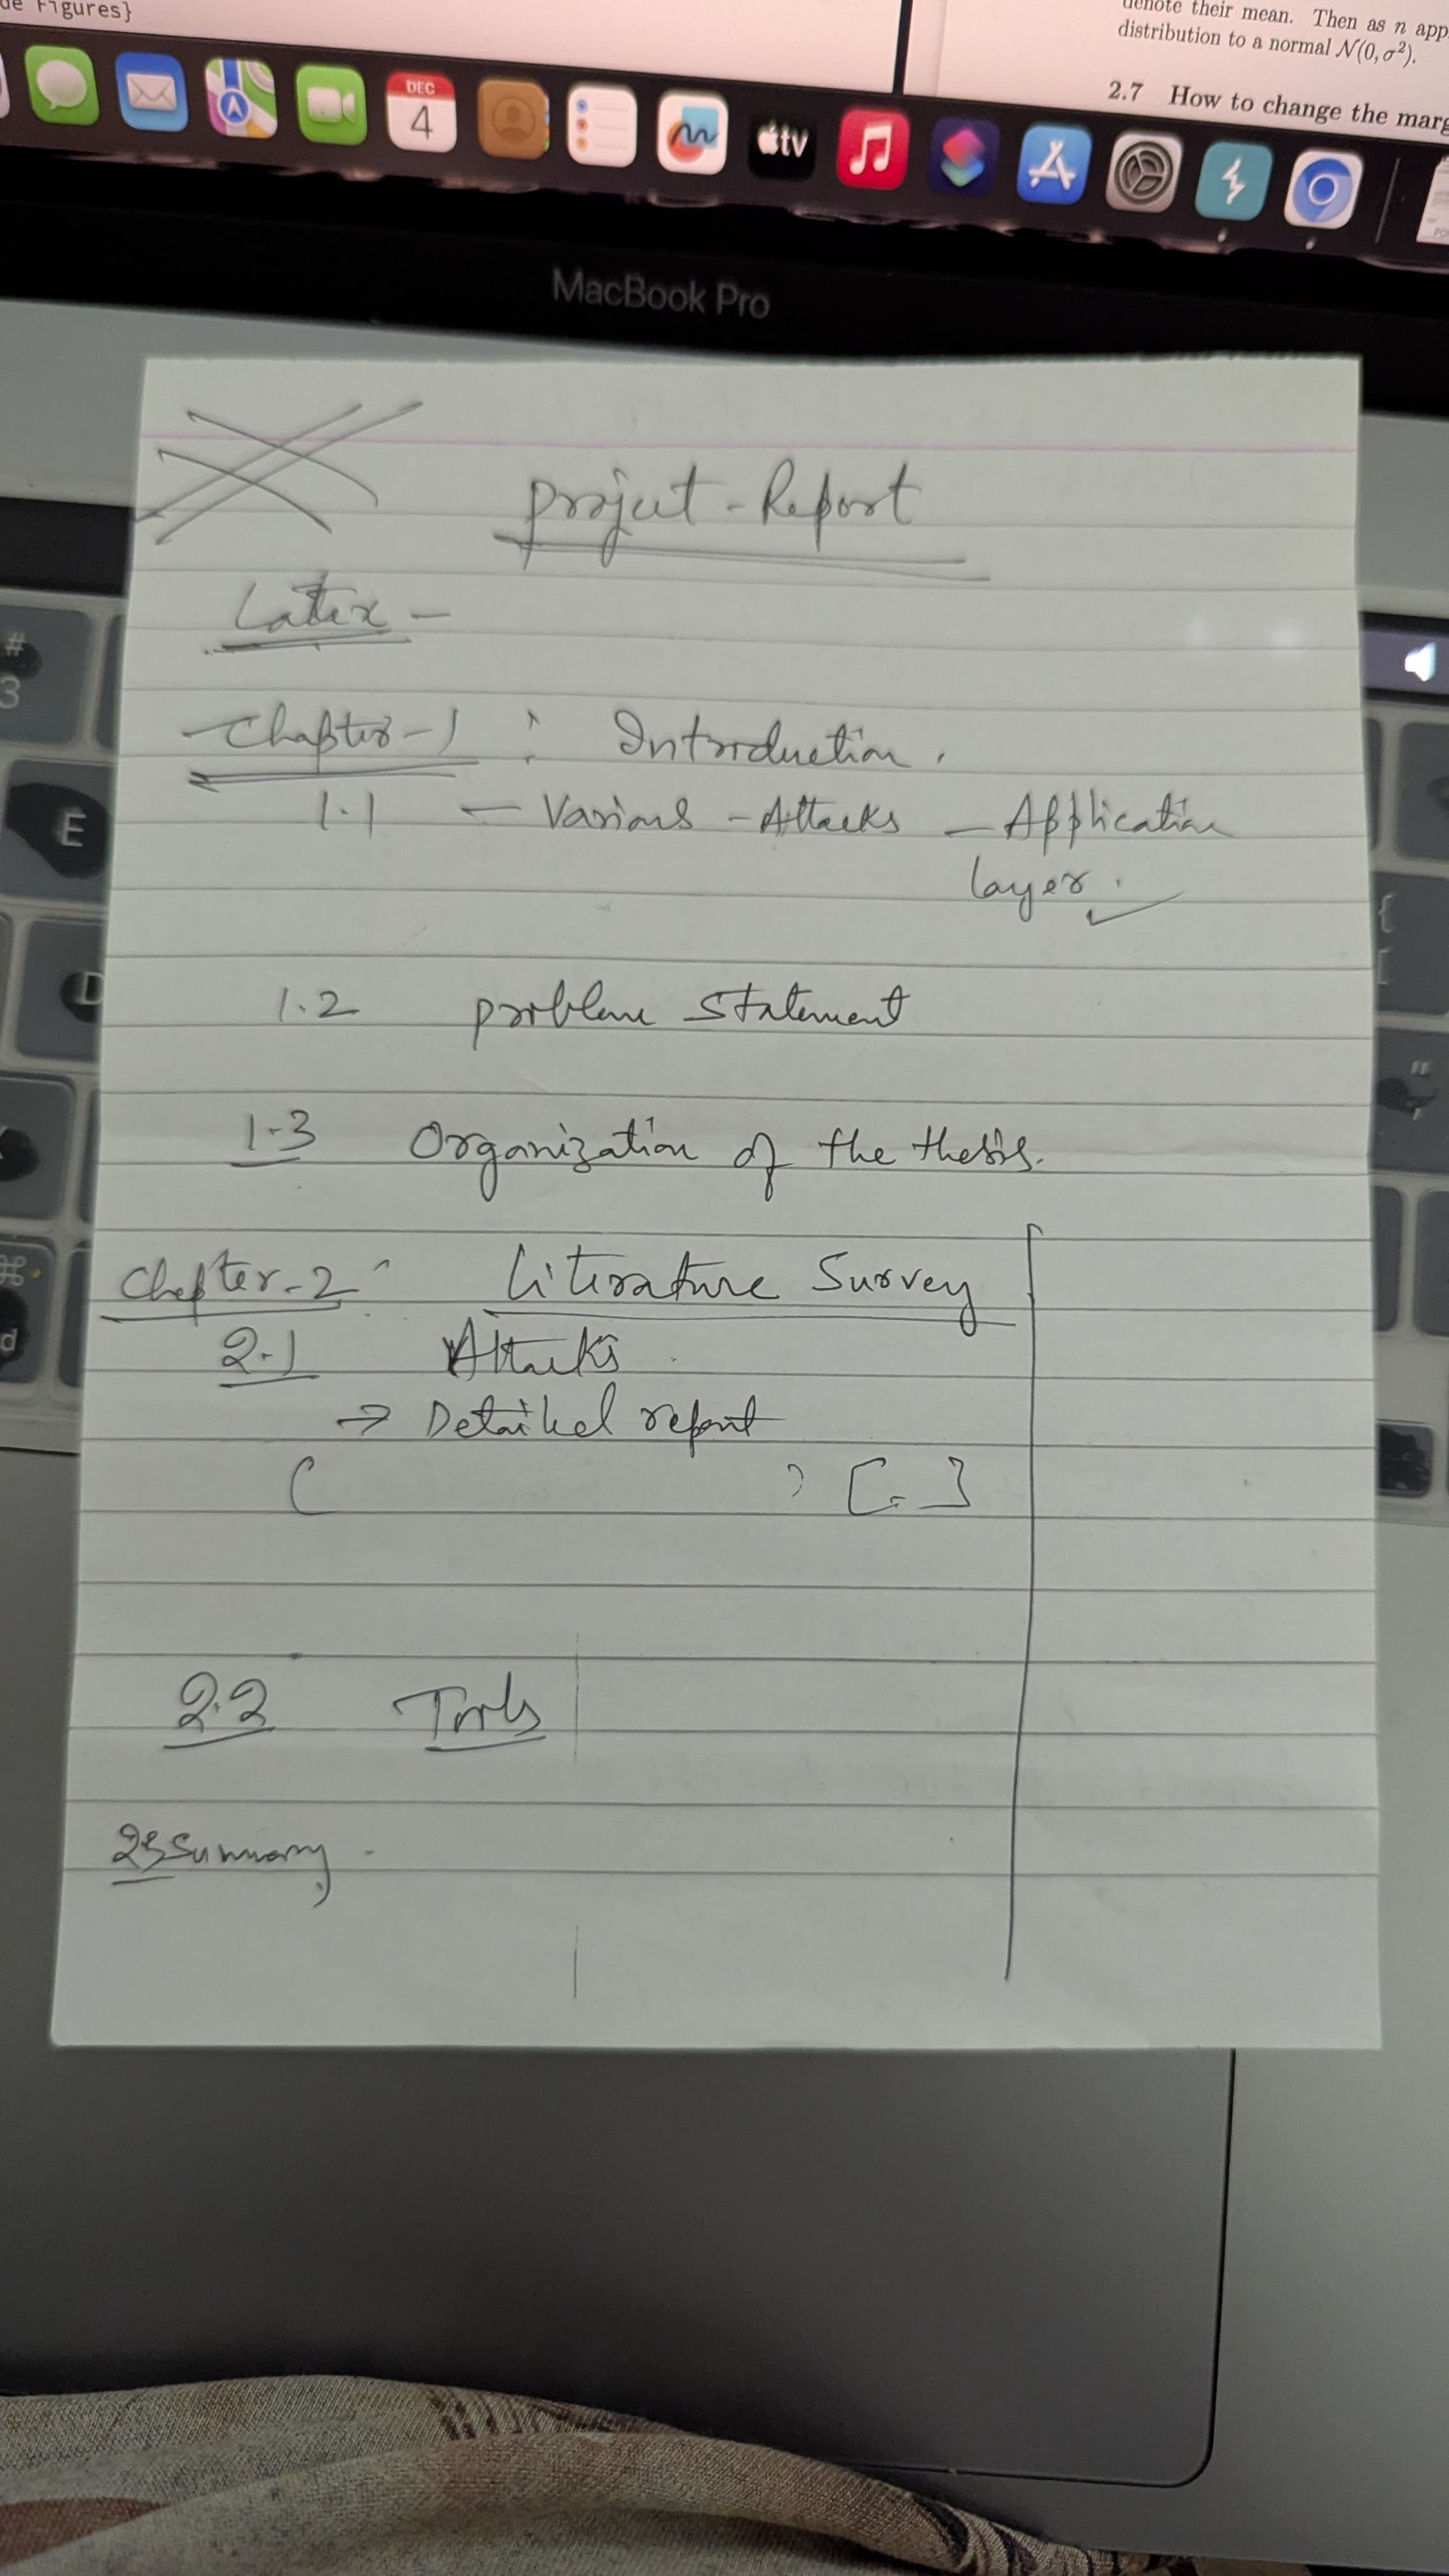 de Figures}
denote their mean. Then as n app
distribution to a normal N(0, σ²).
2.7 How to change the marg
DEC
4
tv
MacBook Pro
Project - Report
Latex -
Chapter-1 : Introduction.
1.1 - Various - Attacks - Application
layer.
1.2 problem statement
1.3 Organization of the thesis.
Chapter-2 Literature Survey
2.1 Attacks
→ Detailed report
( ) [-]
2.2 Tools
2.3 Summary.
#
3
E
D
{
[
"
'
⌘
d